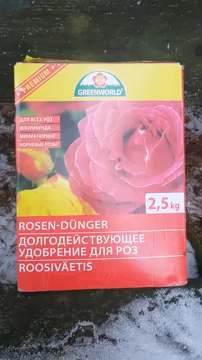 PREMIUM
GREENWORLD
ДЛЯ ВСЕХ РОЗ
ФЛОРИБУНДА
МИНИАТЮРНЫЕ
КОРНЕВЫЕ РОЗЫ
2,5 kg
ROSEN-DÜNGER
ДОЛГОДЕЙСТВУЮЩЕЕ
УДОБРЕНИЕ ДЛЯ РОЗ
ROOSIVÄETIS